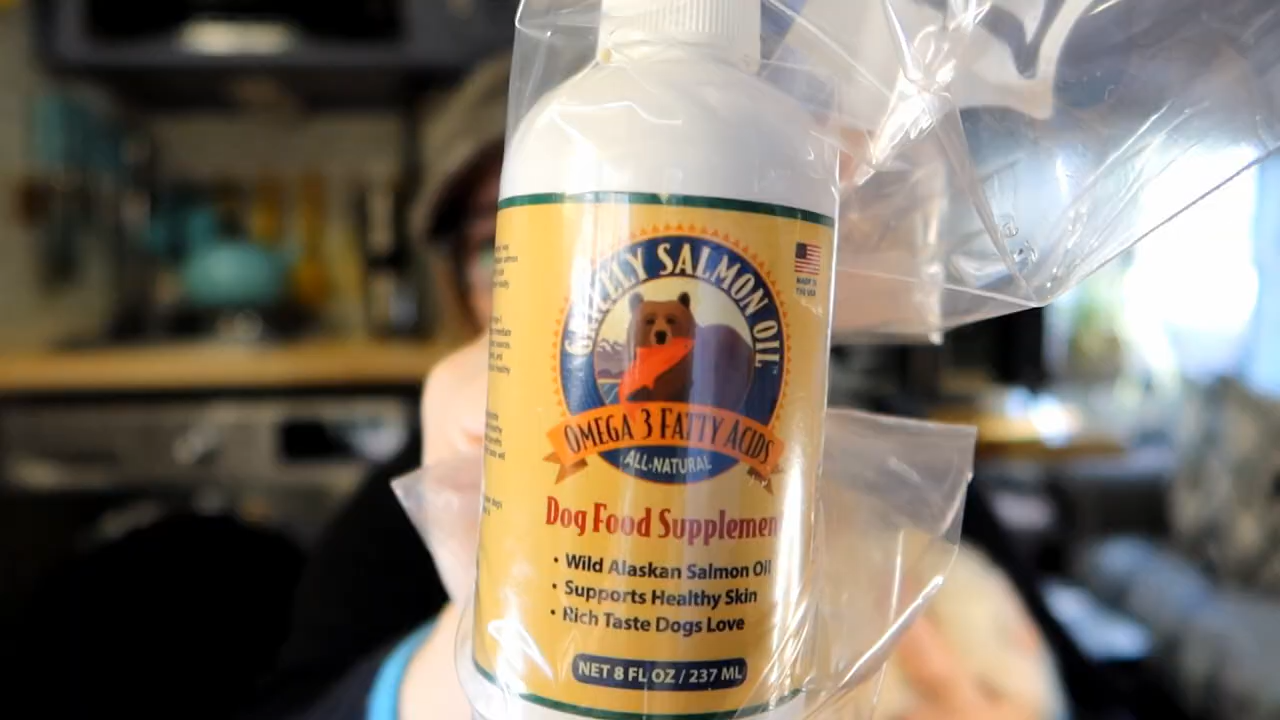 GRIZZLY SALMON OIL
MADE IN
THE USA
OMEGA 3 FATTY ACIDS
ALL-NATURAL
Dog Food Supplemen
• Wild Alaskan Salmon Oil
• Supports Healthy Skin
• Rich Taste Dogs Love
NET 8 FL OZ / 237 ML